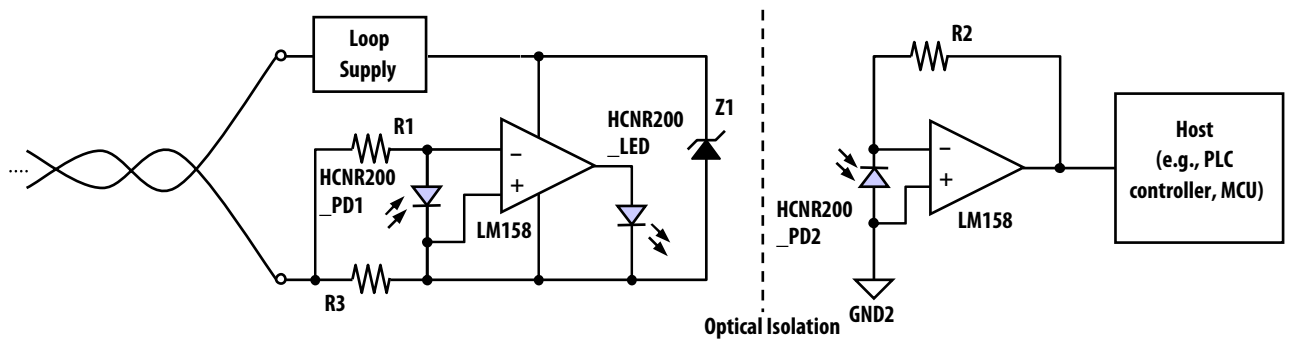 ....
Loop
Supply
R1
HCNR200
_PD1
−
+
LM158
HCNR200
_LED
Z1
R3
Optical Isolation
R2
HCNR200
_PD2
−
+
LM158
GND2
Host
(e.g., PLC
controller, MCU)